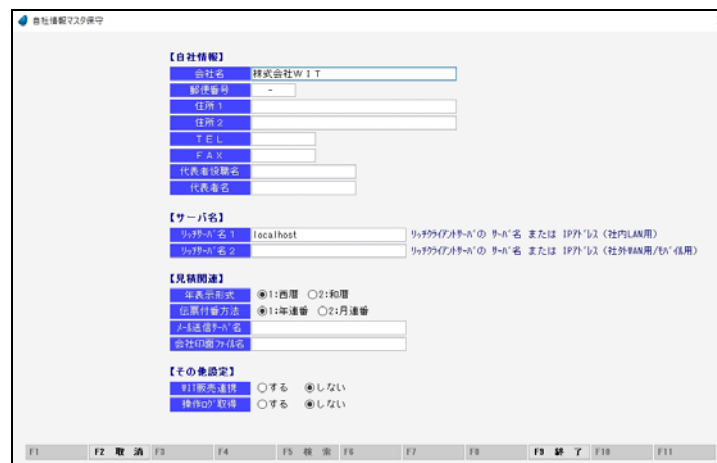 自社情報マスタ保守
【自社情報】
会社名 株式会社WIT
郵便番号 -
住所1
住所2
TEL
FAX
代表者役職名
代表者名
【サーバ名】
ﾘｯﾁｻｰﾊﾞ名1 localhost ﾘｯﾁｸﾗｲｱﾝﾄｻｰﾊﾞの ｻｰﾊﾞ名 または IPｱﾄﾞﾚｽ（社内LAN用）
ﾘｯﾁｻｰﾊﾞ名2 ﾘｯﾁｸﾗｲｱﾝﾄｻｰﾊﾞの ｻｰﾊﾞ名 または IPｱﾄﾞﾚｽ（社外WAN用/ﾓﾊﾞｲﾙ用）
【見積関連】
年表示形式 1:西暦 2:和暦
伝票付番方法 1:年連番 2:月連番
ﾒｰﾙ送信ｻｰﾊﾞ名
会社印画ﾌｧｲﾙ名
【その他設定】
WIT販売連携 する しない
操作ﾛｸﾞ取得 する しない
F1 F2 取 消 F3 F4 F5 検 索 F6 F7 F8 F9 終 了 F10 F11